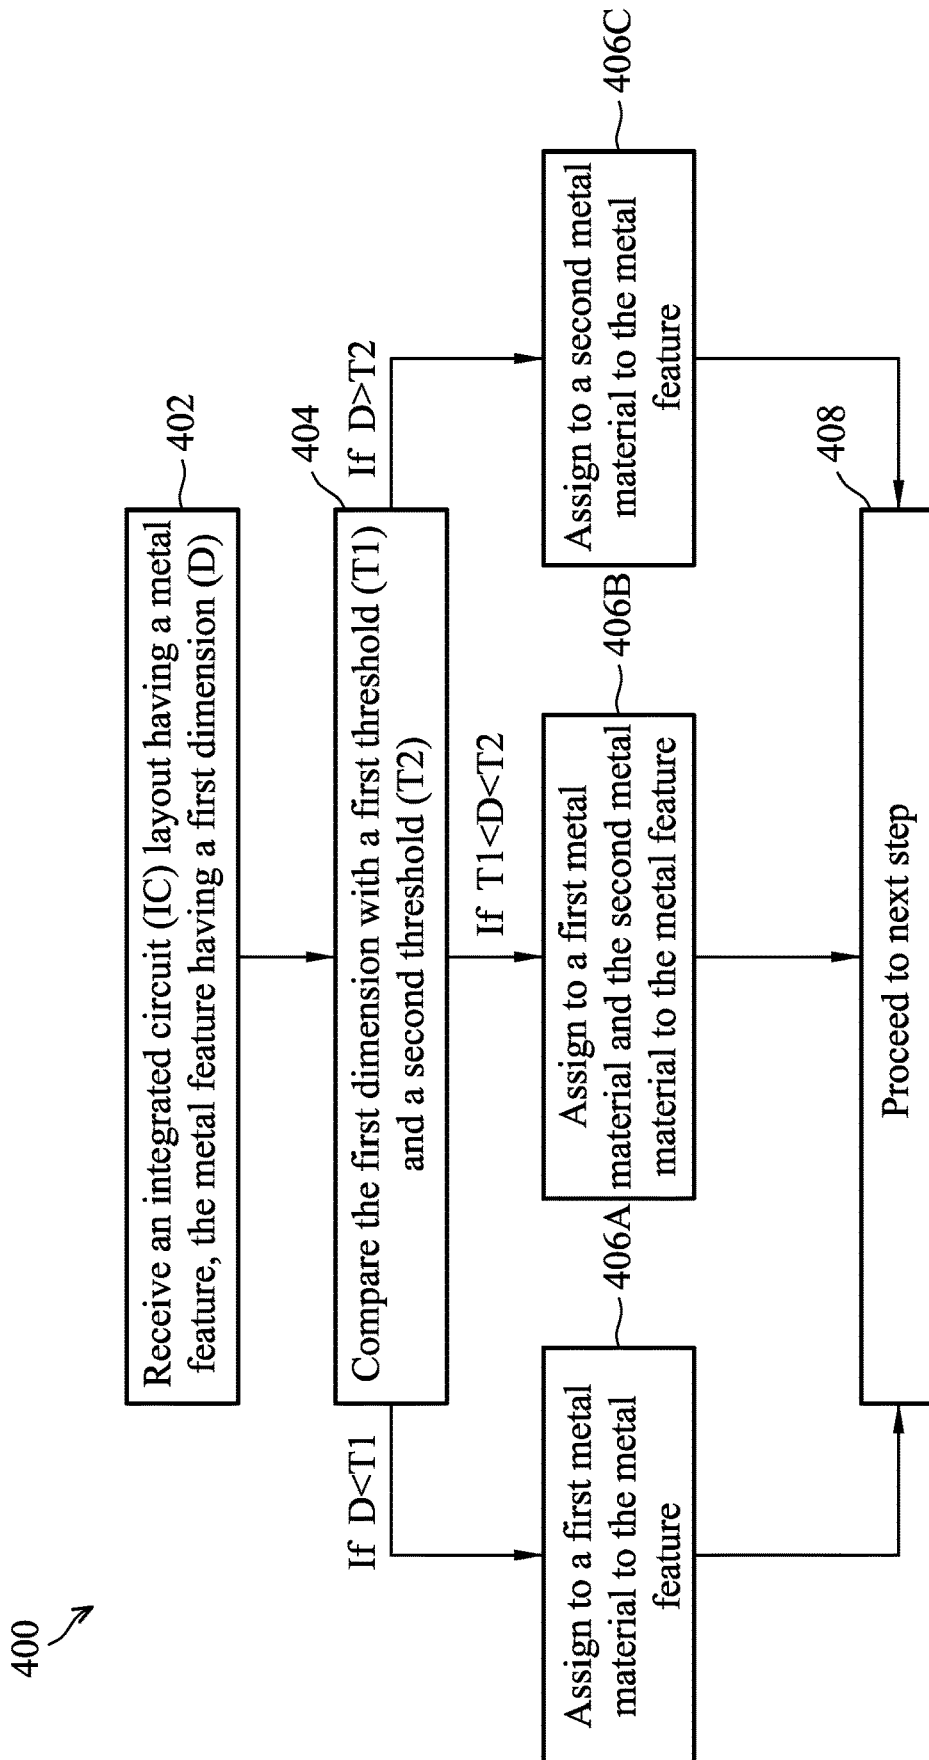 400
402
Receive an integrated circuit (IC) layout having a metal
feature, the metal feature having a first dimension (D)
404
Compare the first dimension with a first threshold (T1)
and a second threshold (T2)
If D<T1
If T1<D<T2
If D>T2
406A
Assign to a first metal
material to the metal
feature
406B
Assign to a first metal
material and the second metal
material to the metal feature
406C
Assign to a second metal
material to the metal
feature
408
Proceed to next step